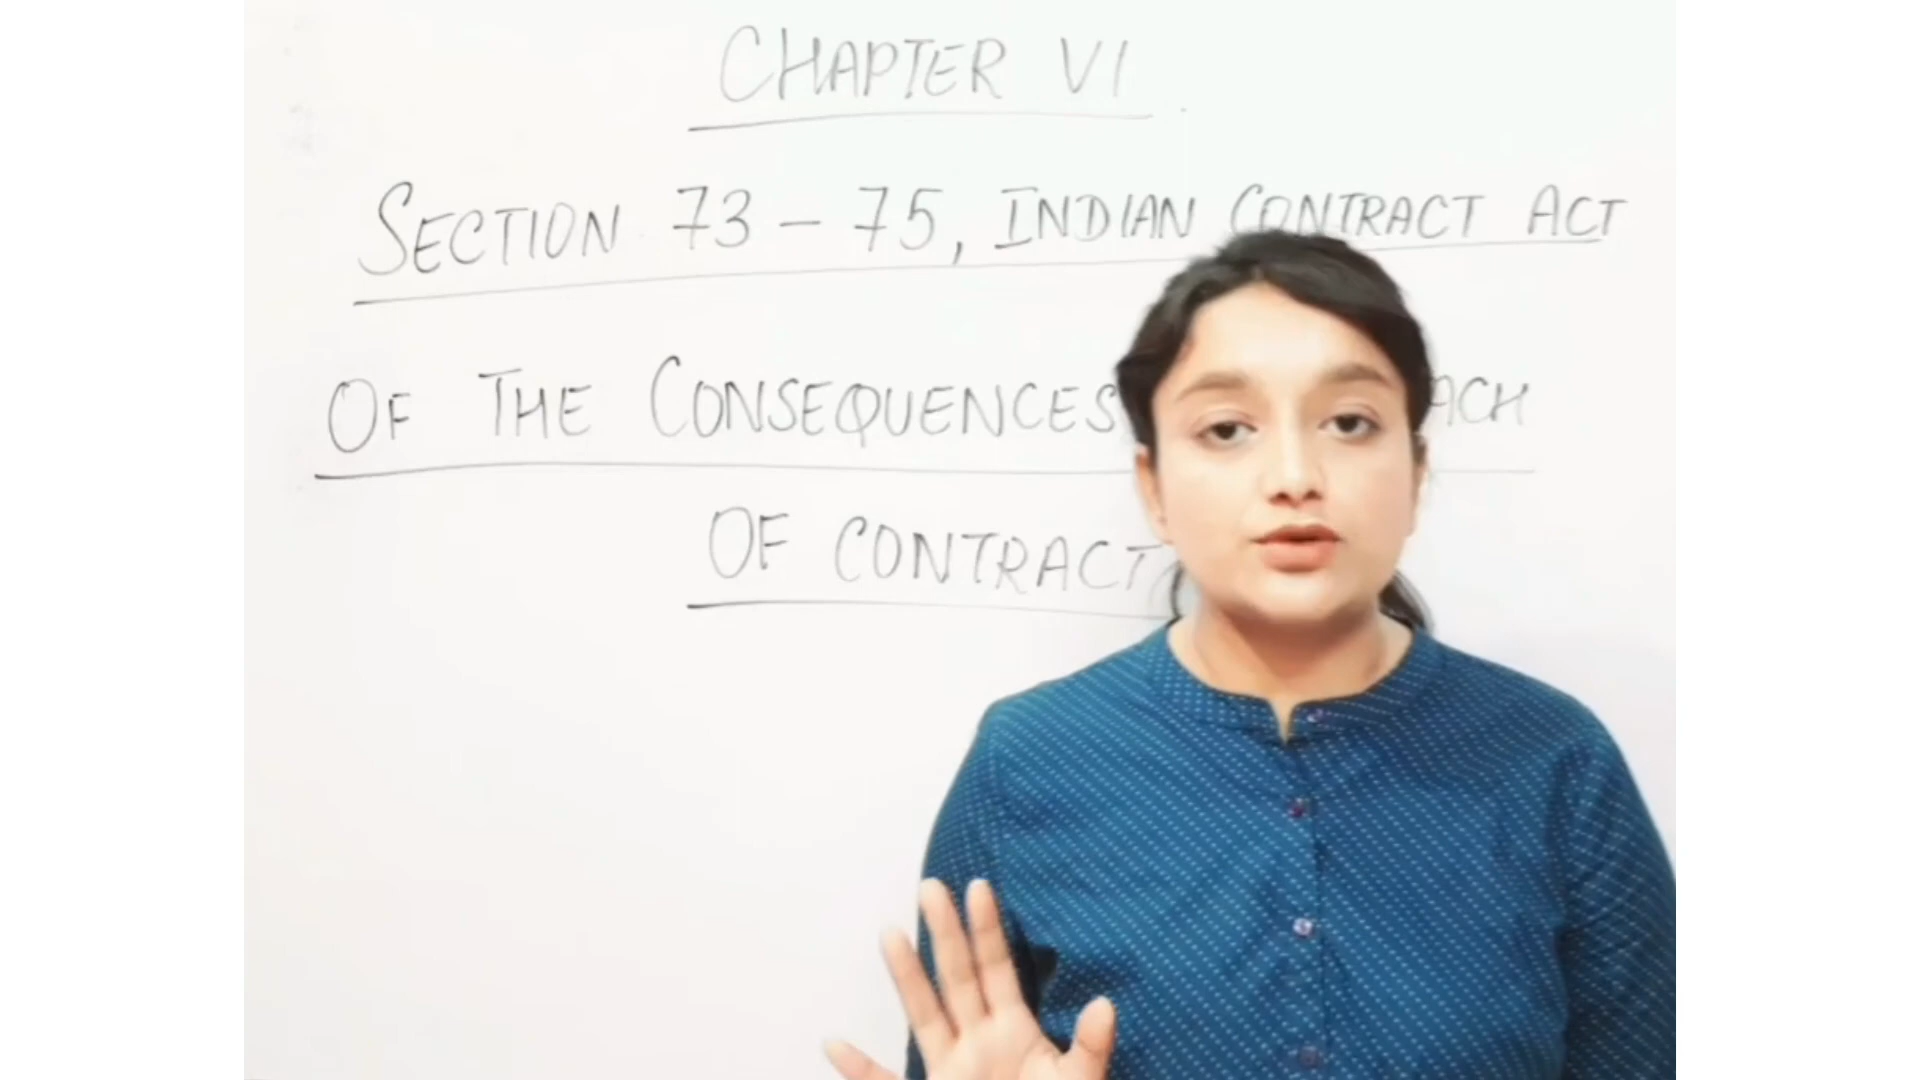 CHAPTER VI
SECTION 73 - 75, INDIAN CONTRACT ACT
OF THE CONSEQUENCES
OF CONTRACT